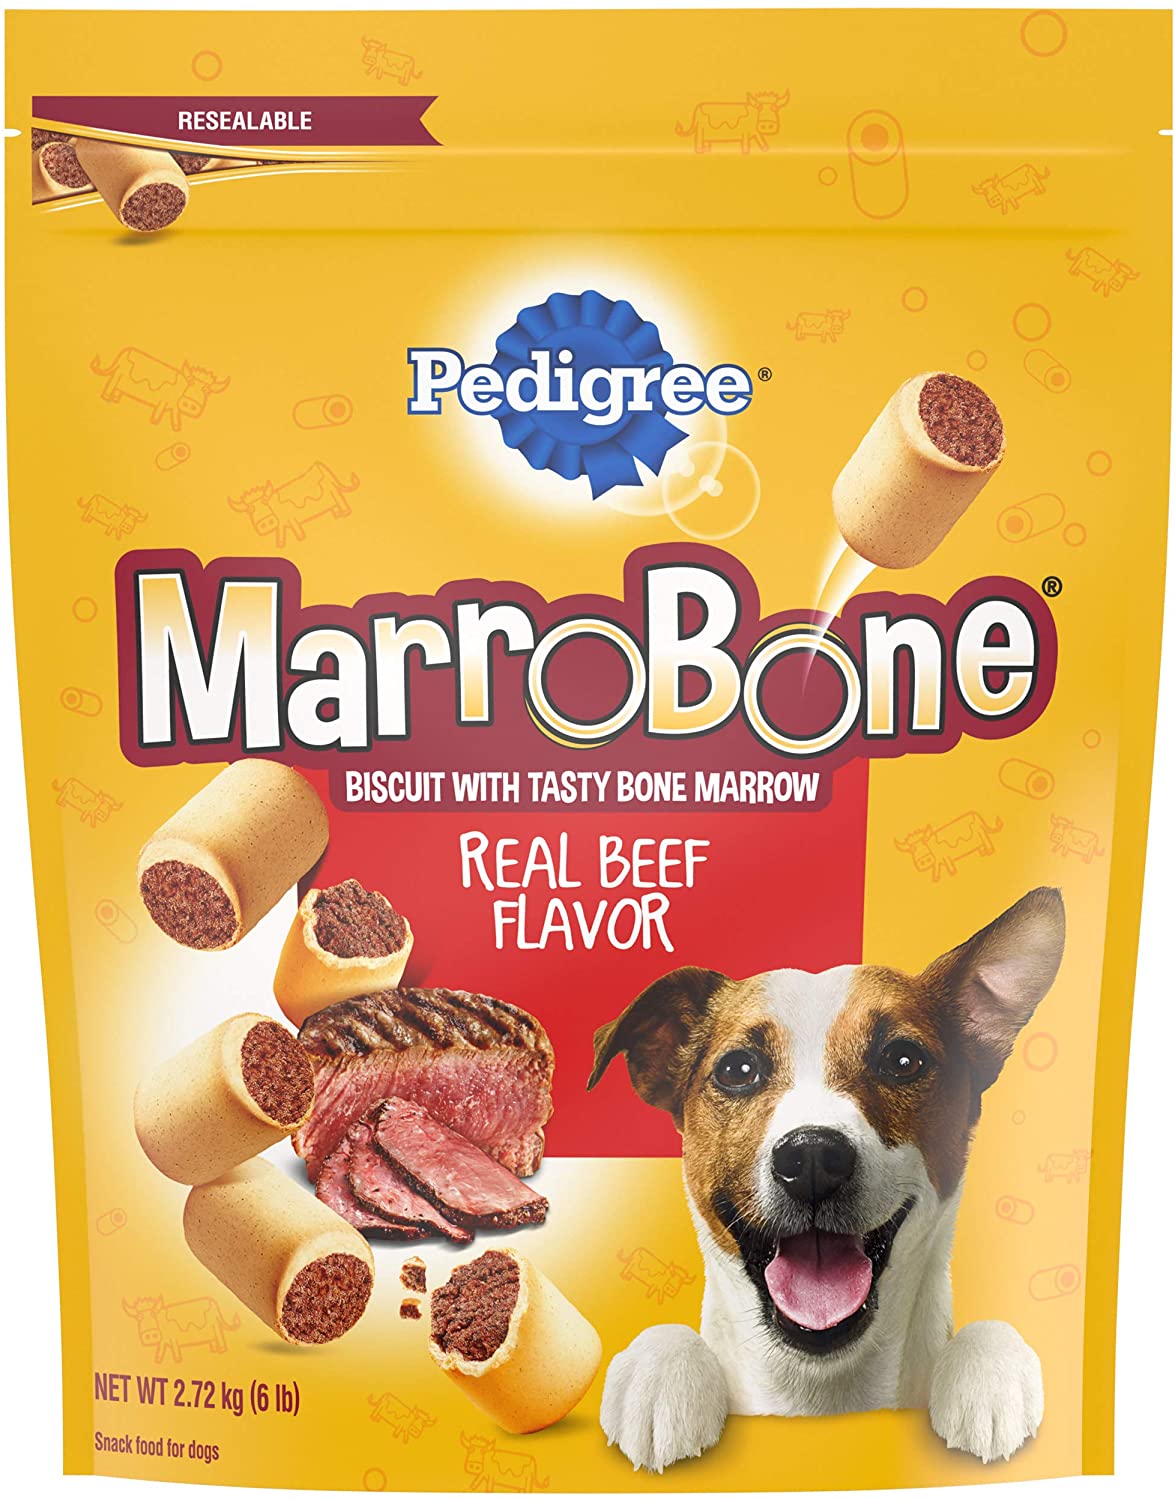 RESEALABLE
Pedigree®
MarroBone®
BISCUIT WITH TASTY BONE MARROW
REAL BEEF
FLAVOR
NET WT 2.72 kg (6 lb)
Snack food for dogs